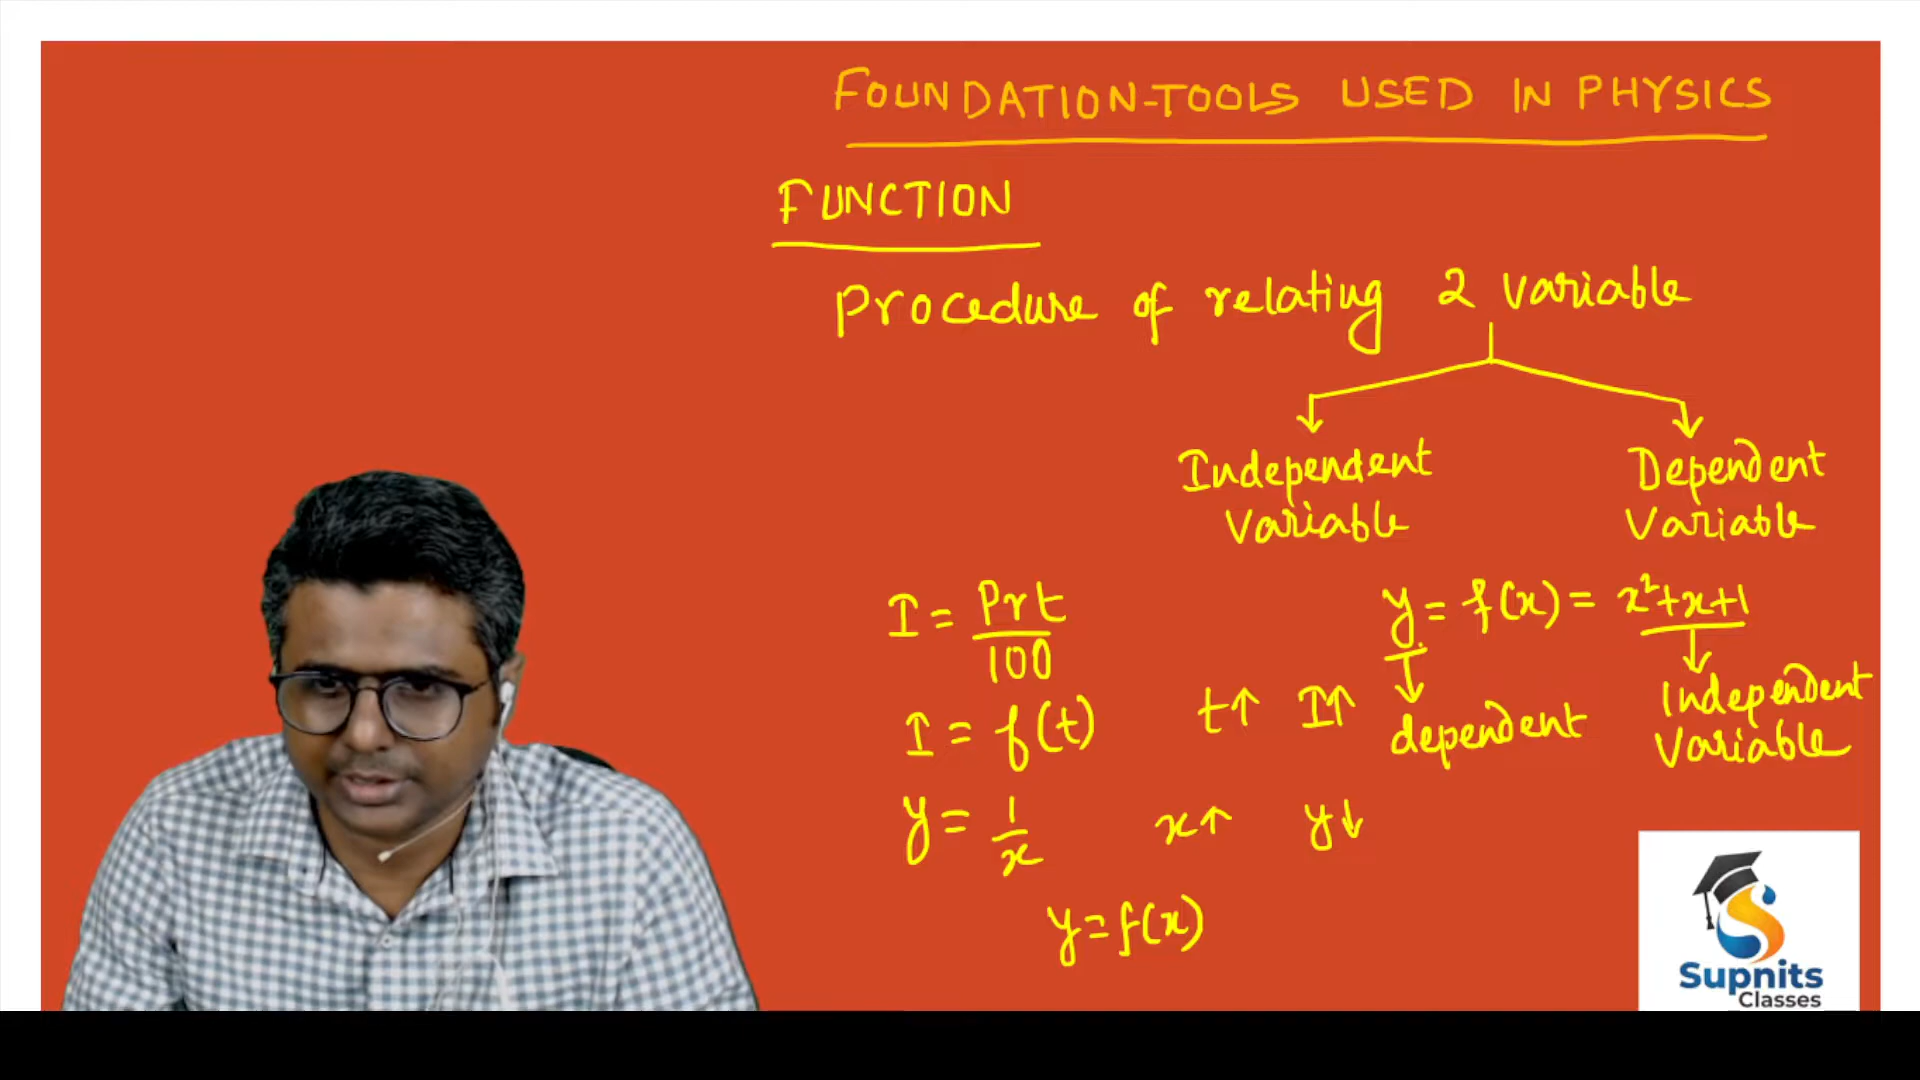 FOUNDATION-TOOLS USED IN PHYSICS
FUNCTION
Procedure of relating 2 variable
Independent Variable
Dependent Variable
I = Prt/100
y = f(x) = x²+x+1
dependent
Independent Variable
I = f(t) t↑ I↑
y = 1/x x↑ y↓
y=f(x)
Supnits
Classes